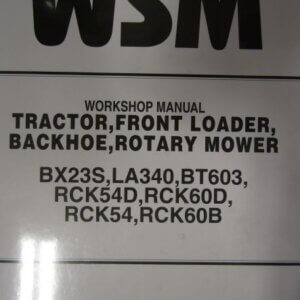 WSM
WORKSHOP MANUAL
TRACTOR,FRONT LOADER,
BACKHOE,ROTARY MOWER
BX23S,LA340,BT603,
RCK54D,RCK60D,
RCK54,RCK60B